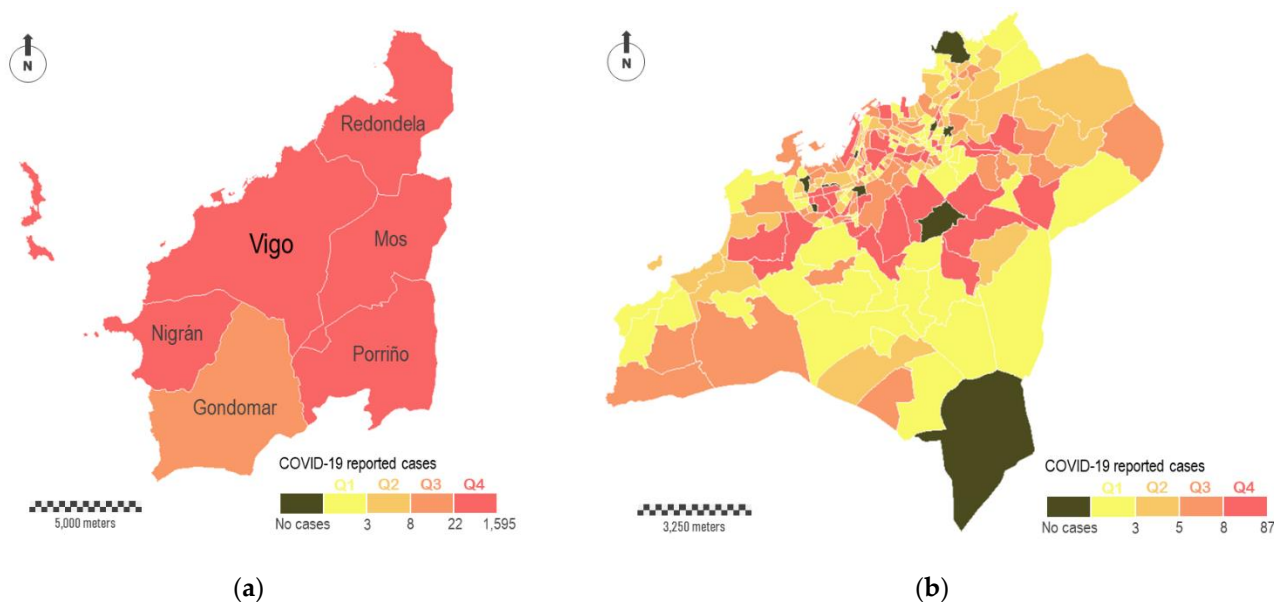 N
Redondela
Vigo
Mos
Nigrán
Porriño
Gondomar
COVID-19 reported cases
Q1 Q2 Q3 Q4
No cases 3 8 22 1,595
5,000 meters
(a)
N
COVID-19 reported cases
Q1 Q2 Q3 Q4
No cases 3 5 8 87
3,250 meters
(b)